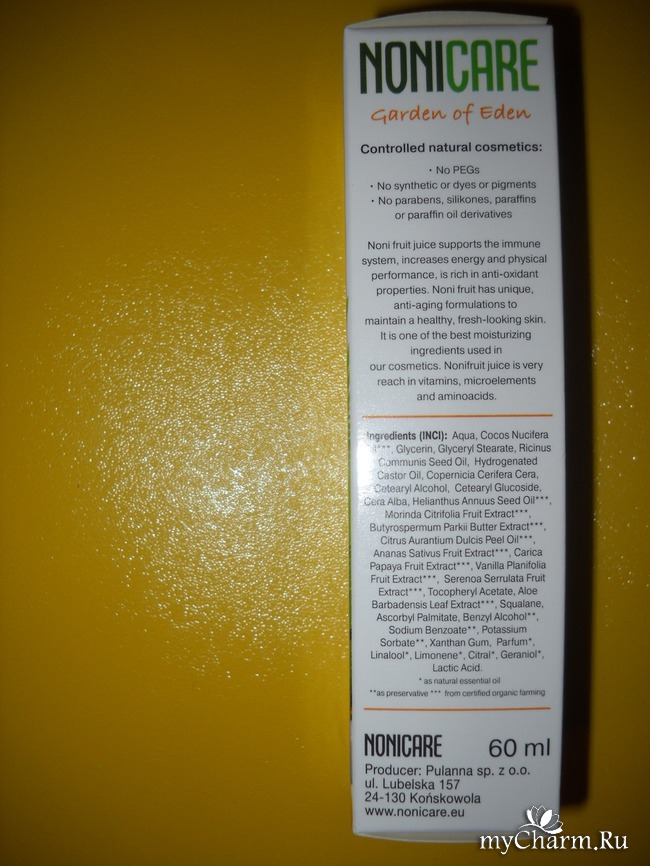 NONICARE
Garden of Eden
Controlled natural cosmetics:
• No PEGs
• No synthetic or dyes or pigments
• No parabens, silikones, paraffins
or paraffin oil derivatives
Noni fruit juice supports the immune
system, increases energy and physical
performance, is rich in anti-oxidant
properties. Noni fruit has unique,
anti-aging formulations to
maintain a healthy, fresh-looking skin.
It is one of the best moisturizing
ingredients used in
our cosmetics. Nonifruit juice is very
reach in vitamins, microelements
and aminoacids.
Ingredients (INCI): Aqua, Cocos Nucifera
Oil***, Glycerin, Glyceryl Stearate, Ricinus
Communis Seed Oil, Hydrogenated
Castor Oil, Copernicia Cerifera Cera,
Cetearyl Alcohol, Cetearyl Glucoside,
Cera Alba, Helianthus Annuus Seed Oil***,
Morinda Citrifolia Fruit Extract***,
Butyrospermum Parkii Butter Extract***,
Citrus Aurantium Dulcis Peel Oil***,
Ananas Sativus Fruit Extract***, Carica
Papaya Fruit Extract***, Vanilla Planifolia
Fruit Extract***, Serenoa Serrulata Fruit
Extract***, Tocopheryl Acetate, Aloe
Barbadensis Leaf Extract***, Squalane,
Ascorbyl Palmitate, Benzyl Alcohol**,
Sodium Benzoate**, Potassium
Sorbate**, Xanthan Gum, Parfum*,
Linalool*, Limonene*, Citral*, Geraniol*,
Lactic Acid.
* as natural essential oil
**as preservative *** from certified organic farming
NONICARE 60 ml
Producer: Pulanna sp. z o.o.
ul. Lubelska 157
24-130 Końskowola
www.nonicare.eu
myCharm.Ru